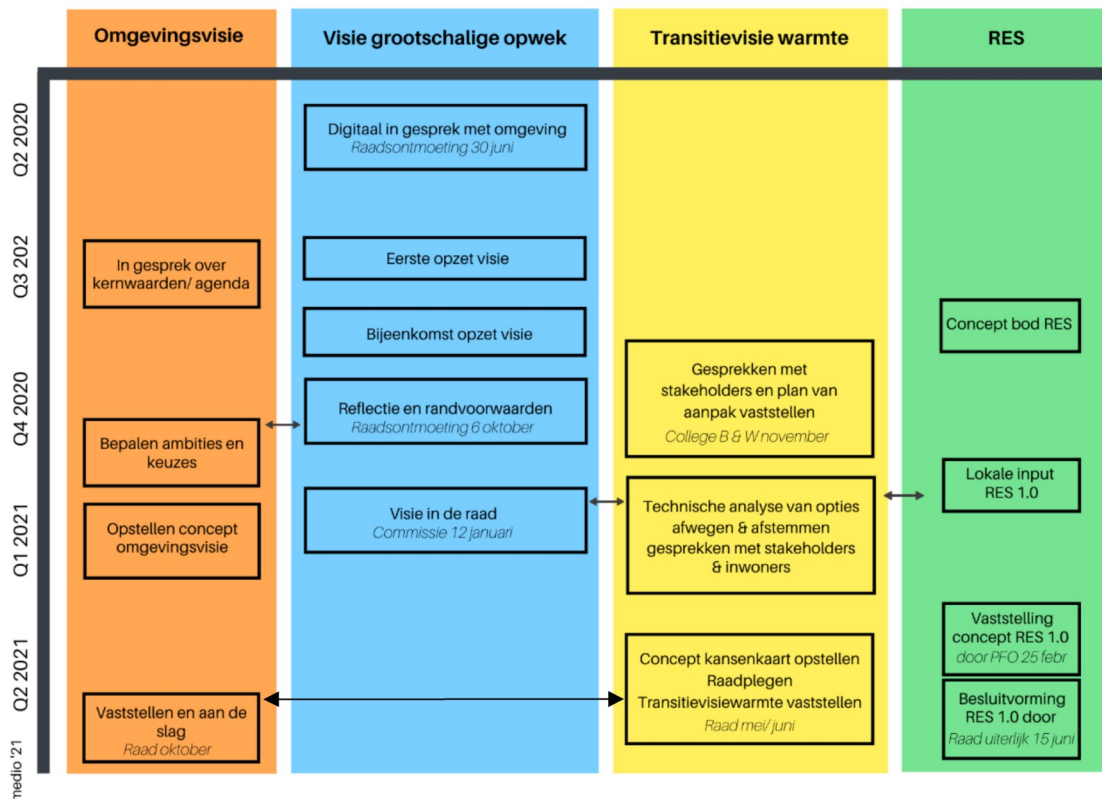 Omgevingsvisie
Visie grootschalige opwek
Transitievisie warmte
RES
Q2 2020
Digitaal in gesprek met omgeving
Raadsontmoeting 30 juni
Q3 202
In gesprek over
kernwaarden/ agenda
Eerste opzet visie
Bijeenkomst opzet visie
Concept bod RES
Q4 2020
Bepalen ambities en
keuzes
Reflectie en randvoorwaarden
Raadsontmoeting 6 oktober
Gesprekken met
stakeholders en plan van
aanpak vaststellen
College B & W november
Lokale input
RES 1.0
Q1 2021
Opstellen concept
omgevingsvisie
Visie in de raad
Commissie 12 januari
Technische analyse van opties
afwegen & afstemmen
gesprekken met stakeholders
& inwoners
Vaststelling
concept RES 1.0
door PFO 25 febr
Q2 2021
Vaststellen en aan de
slag
Raad oktober
Concept kansenkaart opstellen
Raadplegen
Transitievisiewarmte vaststellen
Raad mei/ juni
Besluitvorming
RES 1.0 door
Raad uiterlijk 15 juni
medio '21